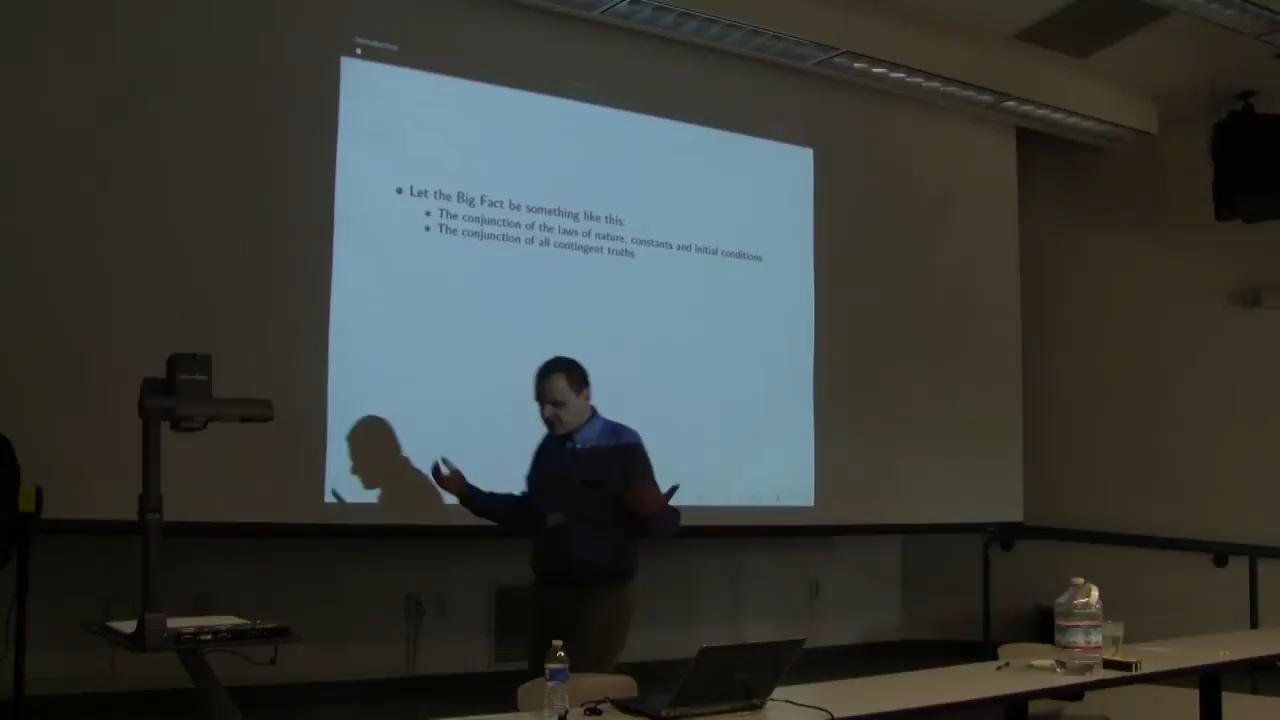 Introduction
Let the Big Fact be something like this:
The conjunction of the laws of nature, constants and initial conditions
The conjunction of all contingent truths